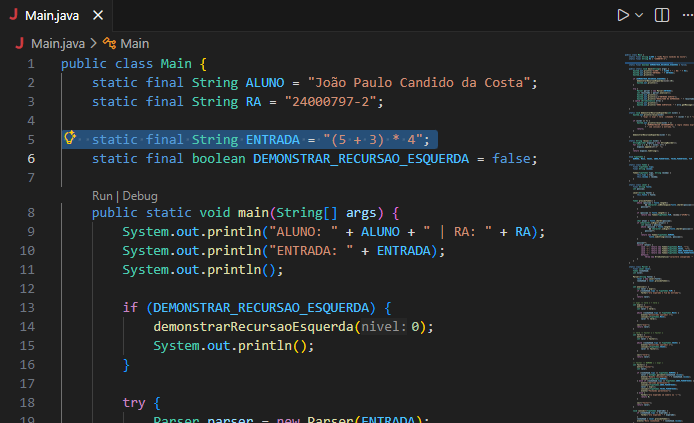 Main.java
Main.java > Main
1 public class Main {
2 static final String ALUNO = "João Paulo Candido da Costa";
3 static final String RA = "24000797-2";
4
5 static final String ENTRADA = "(5 + 3) * 4";
6 static final boolean DEMONSTRAR_RECURSAO_ESQUERDA = false;
7
Run | Debug
8 public static void main(String[] args) {
9 System.out.println("ALUNO: " + ALUNO + " | RA: " + RA);
10 System.out.println("ENTRADA: " + ENTRADA);
11 System.out.println();
12
13 if (DEMONSTRAR_RECURSAO_ESQUERDA) {
14 demonstrarRecursaoEsquerda(nivel: 0);
15 System.out.println();
16 }
17
18 try {
19 Parser parser = new Parser(ENTRADA);